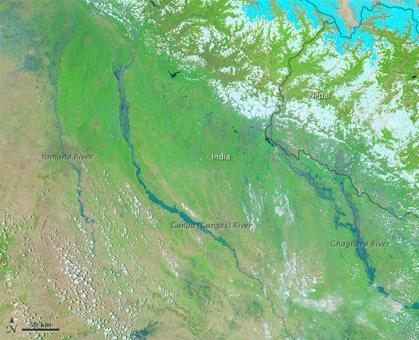 Nepal
India
Yamuna River
Ganga (Ganges) River
Ghaghara River
N
50 km